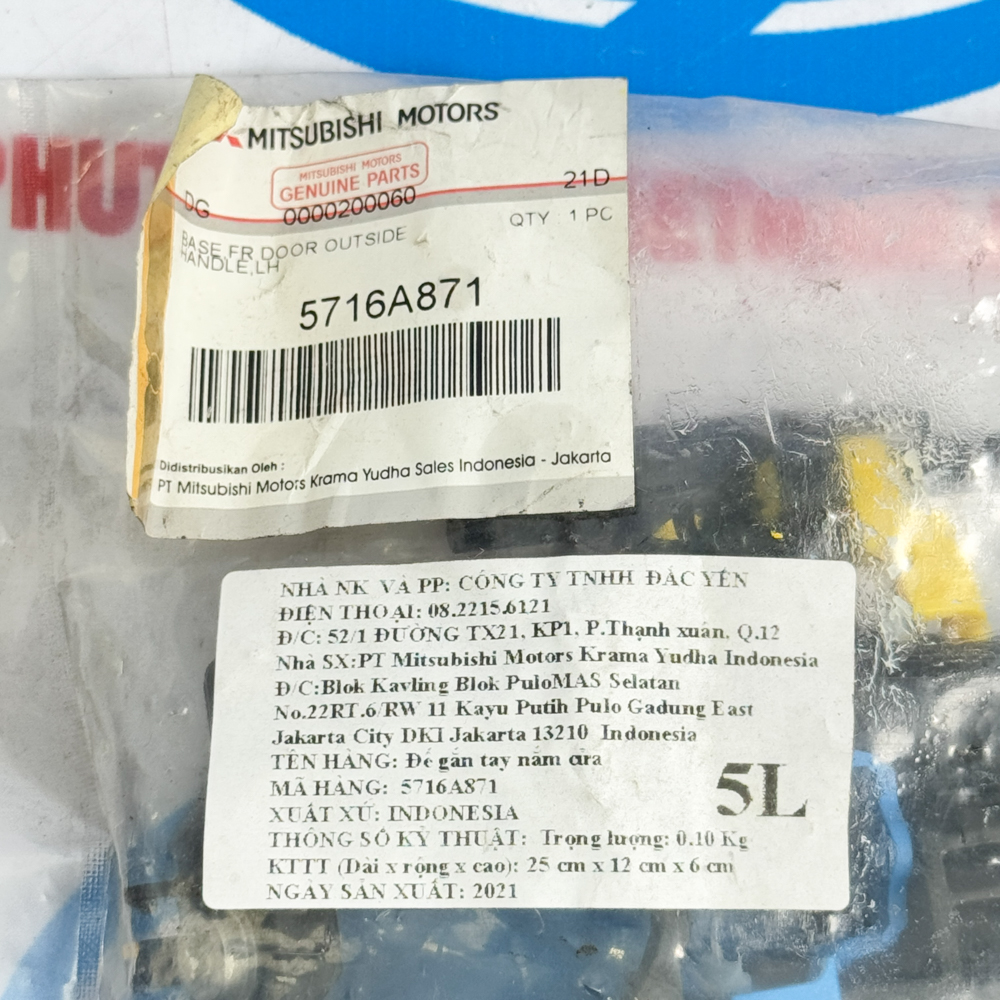 MITSUBISHI MOTORS
MITSUBISHI MOTORS
GENUINE PARTS
DG 0000200060 21D
QTY : 1 PC
BASE,FR DOOR OUTSIDE
HANDLE,LH
5716A871
Didistribusikan Oleh :
PT Mitsubishi Motors Krama Yudha Sales Indonesia - Jakarta
NHÀ NK VÀ PP: CÔNG TY TNHH ĐẮC YẾN
ĐIỆN THOẠI: 08.2215.6121
Đ/C: 52/1 ĐƯỜNG TX21, KP1, P.Thạnh xuân, Q.12
Nhà SX:PT Mitsubishi Motors Krama Yudha Indonesia
Đ/C:Blok Kavling Blok PuloMAS Selatan
No.22RT.6/RW 11 Kayu Putih Pulo Gadung East
Jakarta City DKI Jakarta 13210 Indonesia
TÊN HÀNG: Đế gắn tay nắm cửa
MÃ HÀNG: 5716A871
5L
XUẤT XỨ: INDONESIA
THÔNG SỐ KỸ THUẬT: Trọng lượng: 0.10 Kg
KTTT (Dài x rộng x cao): 25 cm x 12 cm x 6 cm
NGÀY SẢN XUẤT: 2021